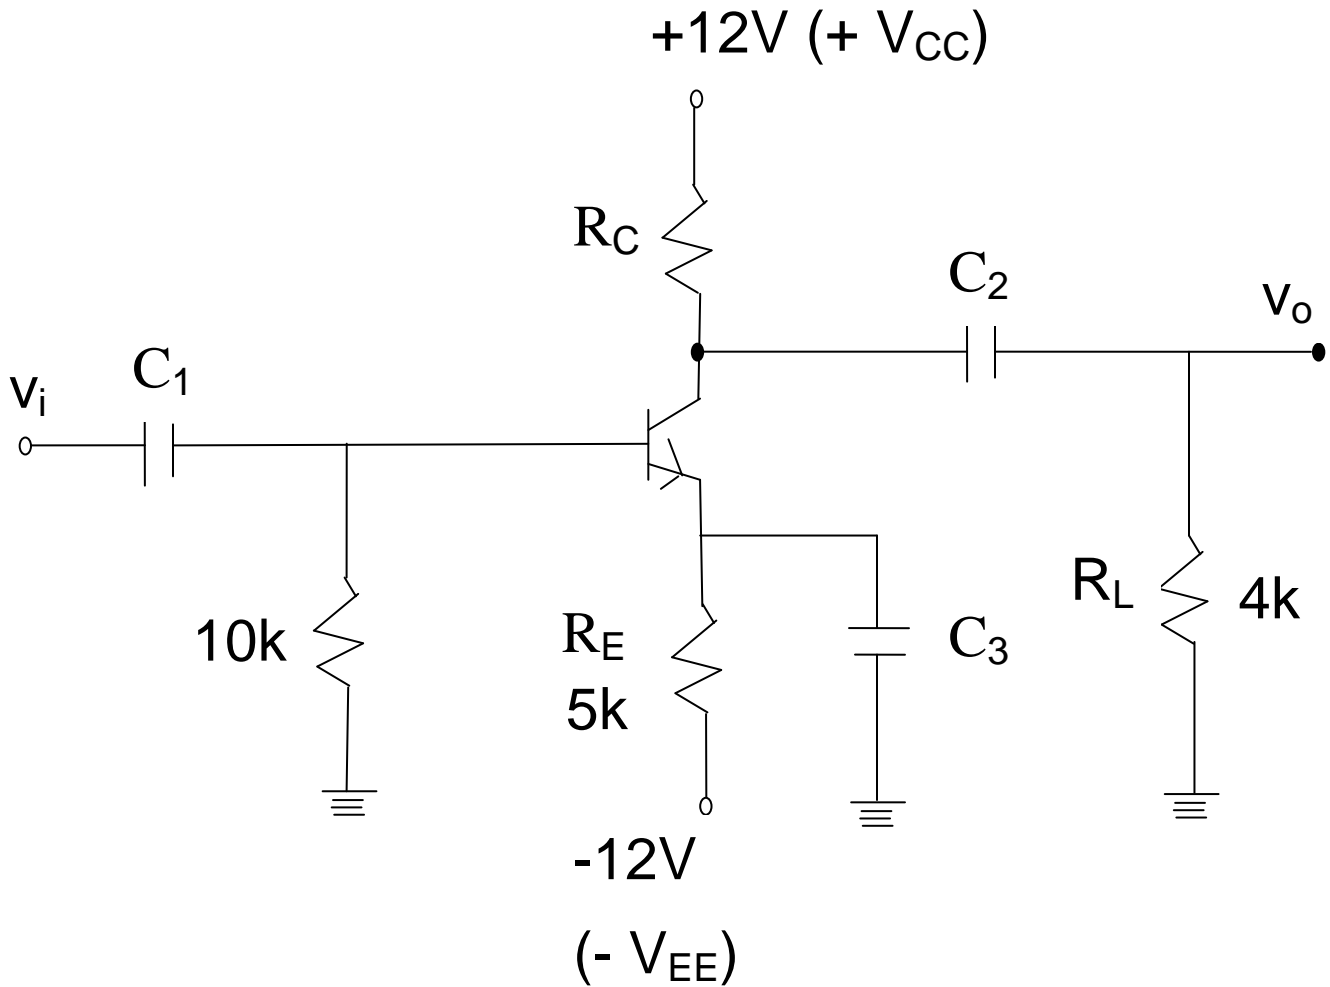 +12V (+ VCC)
RC
C2
vo
C1
vi
10k
RE
5k
C3
RL
4k
-12V
(- VEE)